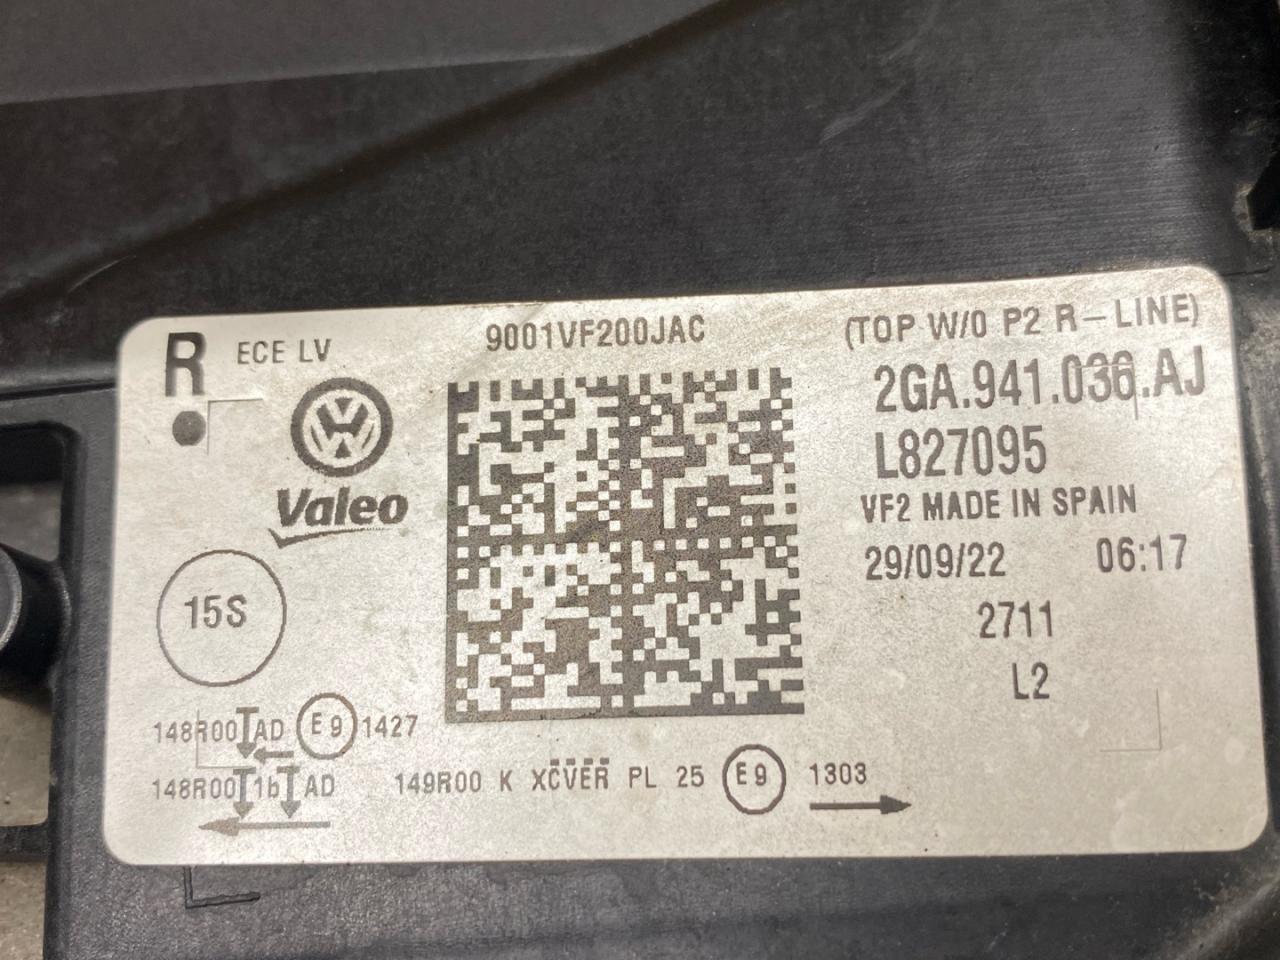 R ECE LV 9001VF200JAC (TOP W/O P2 R-LINE)
2GA.941.036.AJ
L827095
Valeo
VF2 MADE IN SPAIN
29/09/22 06:17
15S
2711
L2
148R00 AD E9 1427
148R00 1b AD 149R00 K XCVER PL 25 E9 1303